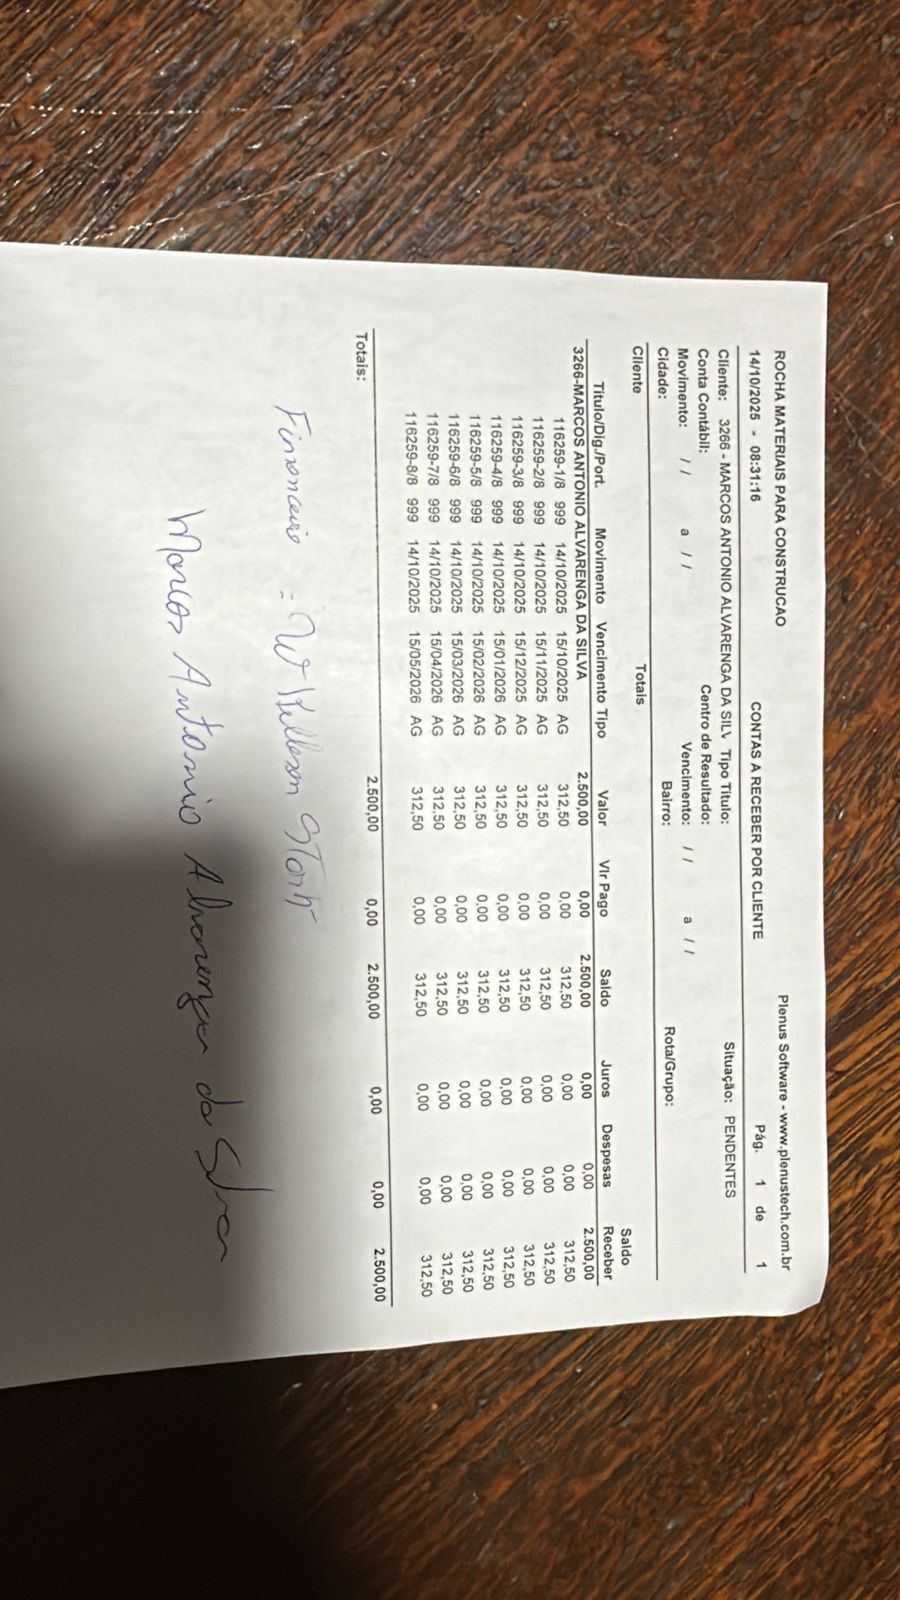 ROCHA MATERIAIS PARA CONSTRUCAO Plenus Software - www.plenustech.com.br
14/10/2025 - 08:31:16 CONTAS A RECEBER POR CLIENTE Pág. 1 de 1
Cliente: 3266 - MARCOS ANTONIO ALVARENGA DA SILV Tipo Titulo: Situação: PENDENTES
Conta Contábil: Centro de Resultado:
Movimento: / / a / / Vencimento: / / a / /
Cidade: Bairro: Rota/Grupo:
Cliente Totais Saldo
Titulo/Dig./Port. Movimento Vencimento Tipo Valor Vlr Pago Saldo Juros Despesas Receber
3266-MARCOS ANTONIO ALVARENGA DA SILVA 2.500,00 0,00 2.500,00 0,00 0,00 2.500,00
116259-1/8 999 14/10/2025 15/10/2025 AG 312,50 0,00 312,50 0,00 0,00 312,50
116259-2/8 999 14/10/2025 15/11/2025 AG 312,50 0,00 312,50 0,00 0,00 312,50
116259-3/8 999 14/10/2025 15/12/2025 AG 312,50 0,00 312,50 0,00 0,00 312,50
116259-4/8 999 14/10/2025 15/01/2026 AG 312,50 0,00 312,50 0,00 0,00 312,50
116259-5/8 999 14/10/2025 15/02/2026 AG 312,50 0,00 312,50 0,00 0,00 312,50
116259-6/8 999 14/10/2025 15/03/2026 AG 312,50 0,00 312,50 0,00 0,00 312,50
116259-7/8 999 14/10/2025 15/04/2026 AG 312,50 0,00 312,50 0,00 0,00 312,50
116259-8/8 999 14/10/2025 15/05/2026 AG 312,50 0,00 312,50 0,00 0,00 312,50
Totais: 2.500,00 0,00 2.500,00 0,00 0,00 2.500,00
Financeiro =
Marcos Antonio Alvarenga da Silva